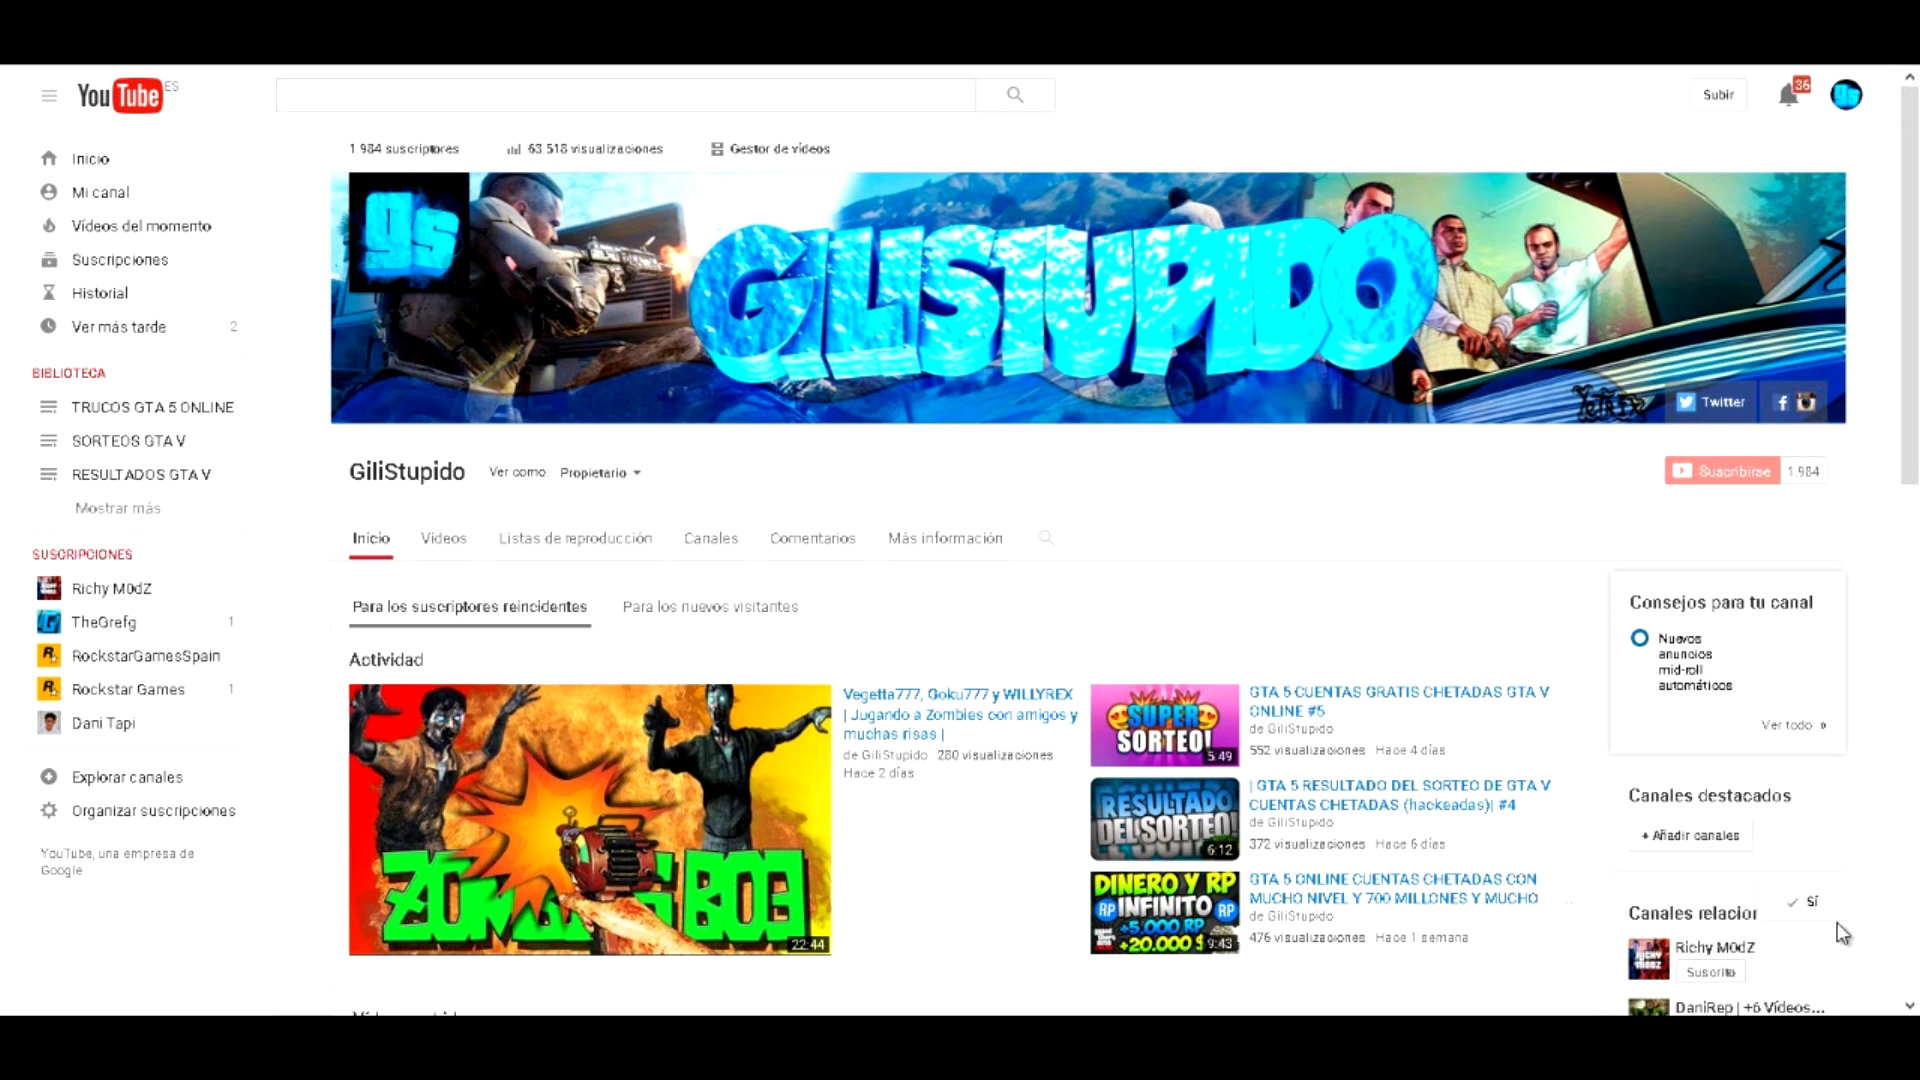 YouTube ES
Subir
36
Inicio
Mi canal
Vídeos del momento
Suscripciones
Historial
Ver más tarde 2
BIBLIOTECA
TRUCOS GTA 5 ONLINE
SORTEOS GTA V
RESULTADOS GTA V
Mostrar más
SUSCRIPCIONES
Richy M0dZ
TheGrefg 1
RockstarGamesSpain
Rockstar Games 1
Dani Tapi
Explorar canales
Organizar suscripciones
YouTube, una empresa de
Google
1.984 suscriptores
63.518 visualizaciones
Gestor de vídeos
gs
GILISTUPIDO
Twitter
GiliStupido
Ver como: Propietario
Suscribirse 1.984
Inicio
Vídeos
Listas de reproducción
Canales
Comentarios
Más información
Para los suscriptores reincidentes
Para los nuevos visitantes
Actividad
ZOMBIES BO3
22:44
Vegetta777, Goku777 y WILLYREX
| Jugando a Zombies con amigos y
muchas risas |
de GiliStupido 280 visualizaciones
Hace 2 días
SUPER
SORTEO!
5:49
GTA 5 CUENTAS GRATIS CHETADAS GTA V
ONLINE #5
de GiliStupido
552 visualizaciones Hace 4 días
RESULTADO
DEL SORTEO!
6:12
| GTA 5 RESULTADO DEL SORTEO DE GTA V
CUENTAS CHETADAS (hackeadas)| #4
de GiliStupido
372 visualizaciones Hace 6 días
DINERO Y RP
RP INFINITO RP
+5.000 RP
+20.000 $
9:43
GTA 5 ONLINE CUENTAS CHETADAS CON
MUCHO NIVEL Y 700 MILLONES Y MUCHO
de GiliStupido
476 visualizaciones Hace 1 semana
Consejos para tu canal
Nuevos
anuncios
mid-roll
automáticos
Ver todo »
Canales destacados
+ Añadir canales
Canales relacion
Sí
Richy M0dZ
Suscrito
DaniRep | +6 Vídeos...